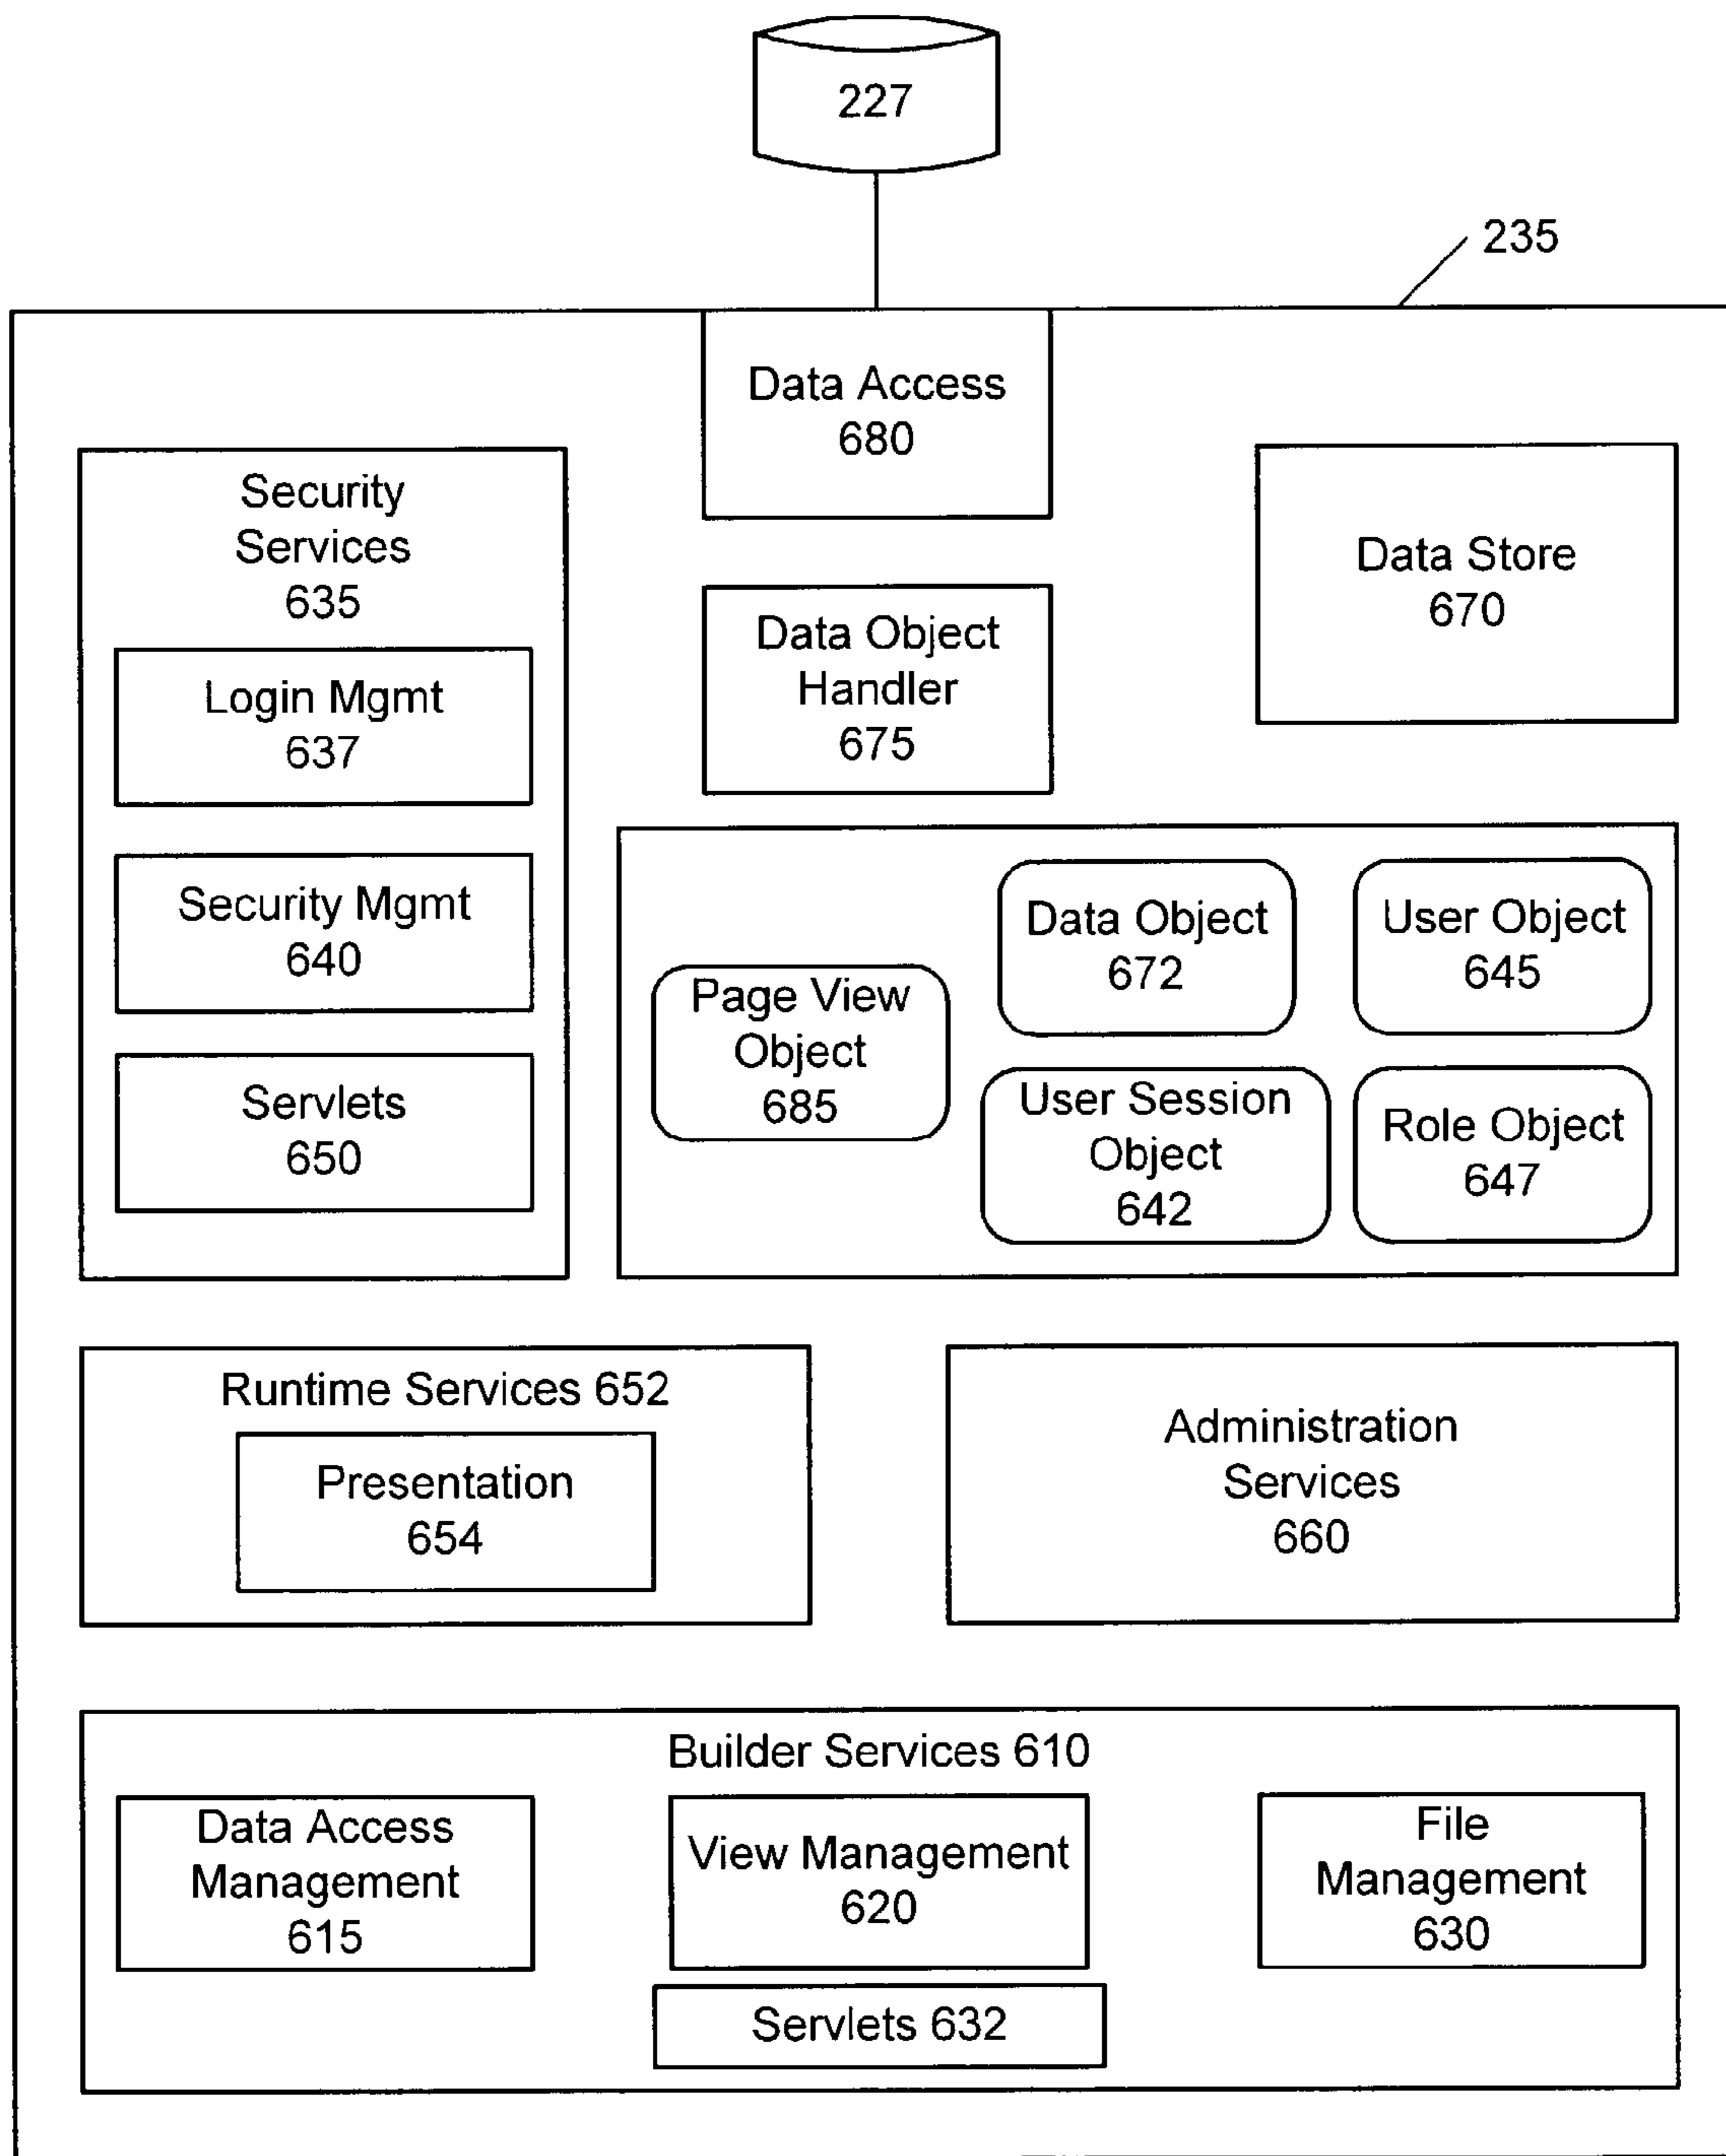 227
235
Data Access
680
Security
Services
635
Login Mgmt
637
Security Mgmt
640
Servlets
650
Data Object
Handler
675
Data Store
670
Page View
Object
685
Data Object
672
User Object
645
User Session
Object
642
Role Object
647
Runtime Services 652
Presentation
654
Administration
Services
660
Builder Services 610
Data Access
Management
615
View Management
620
File
Management
630
Servlets 632